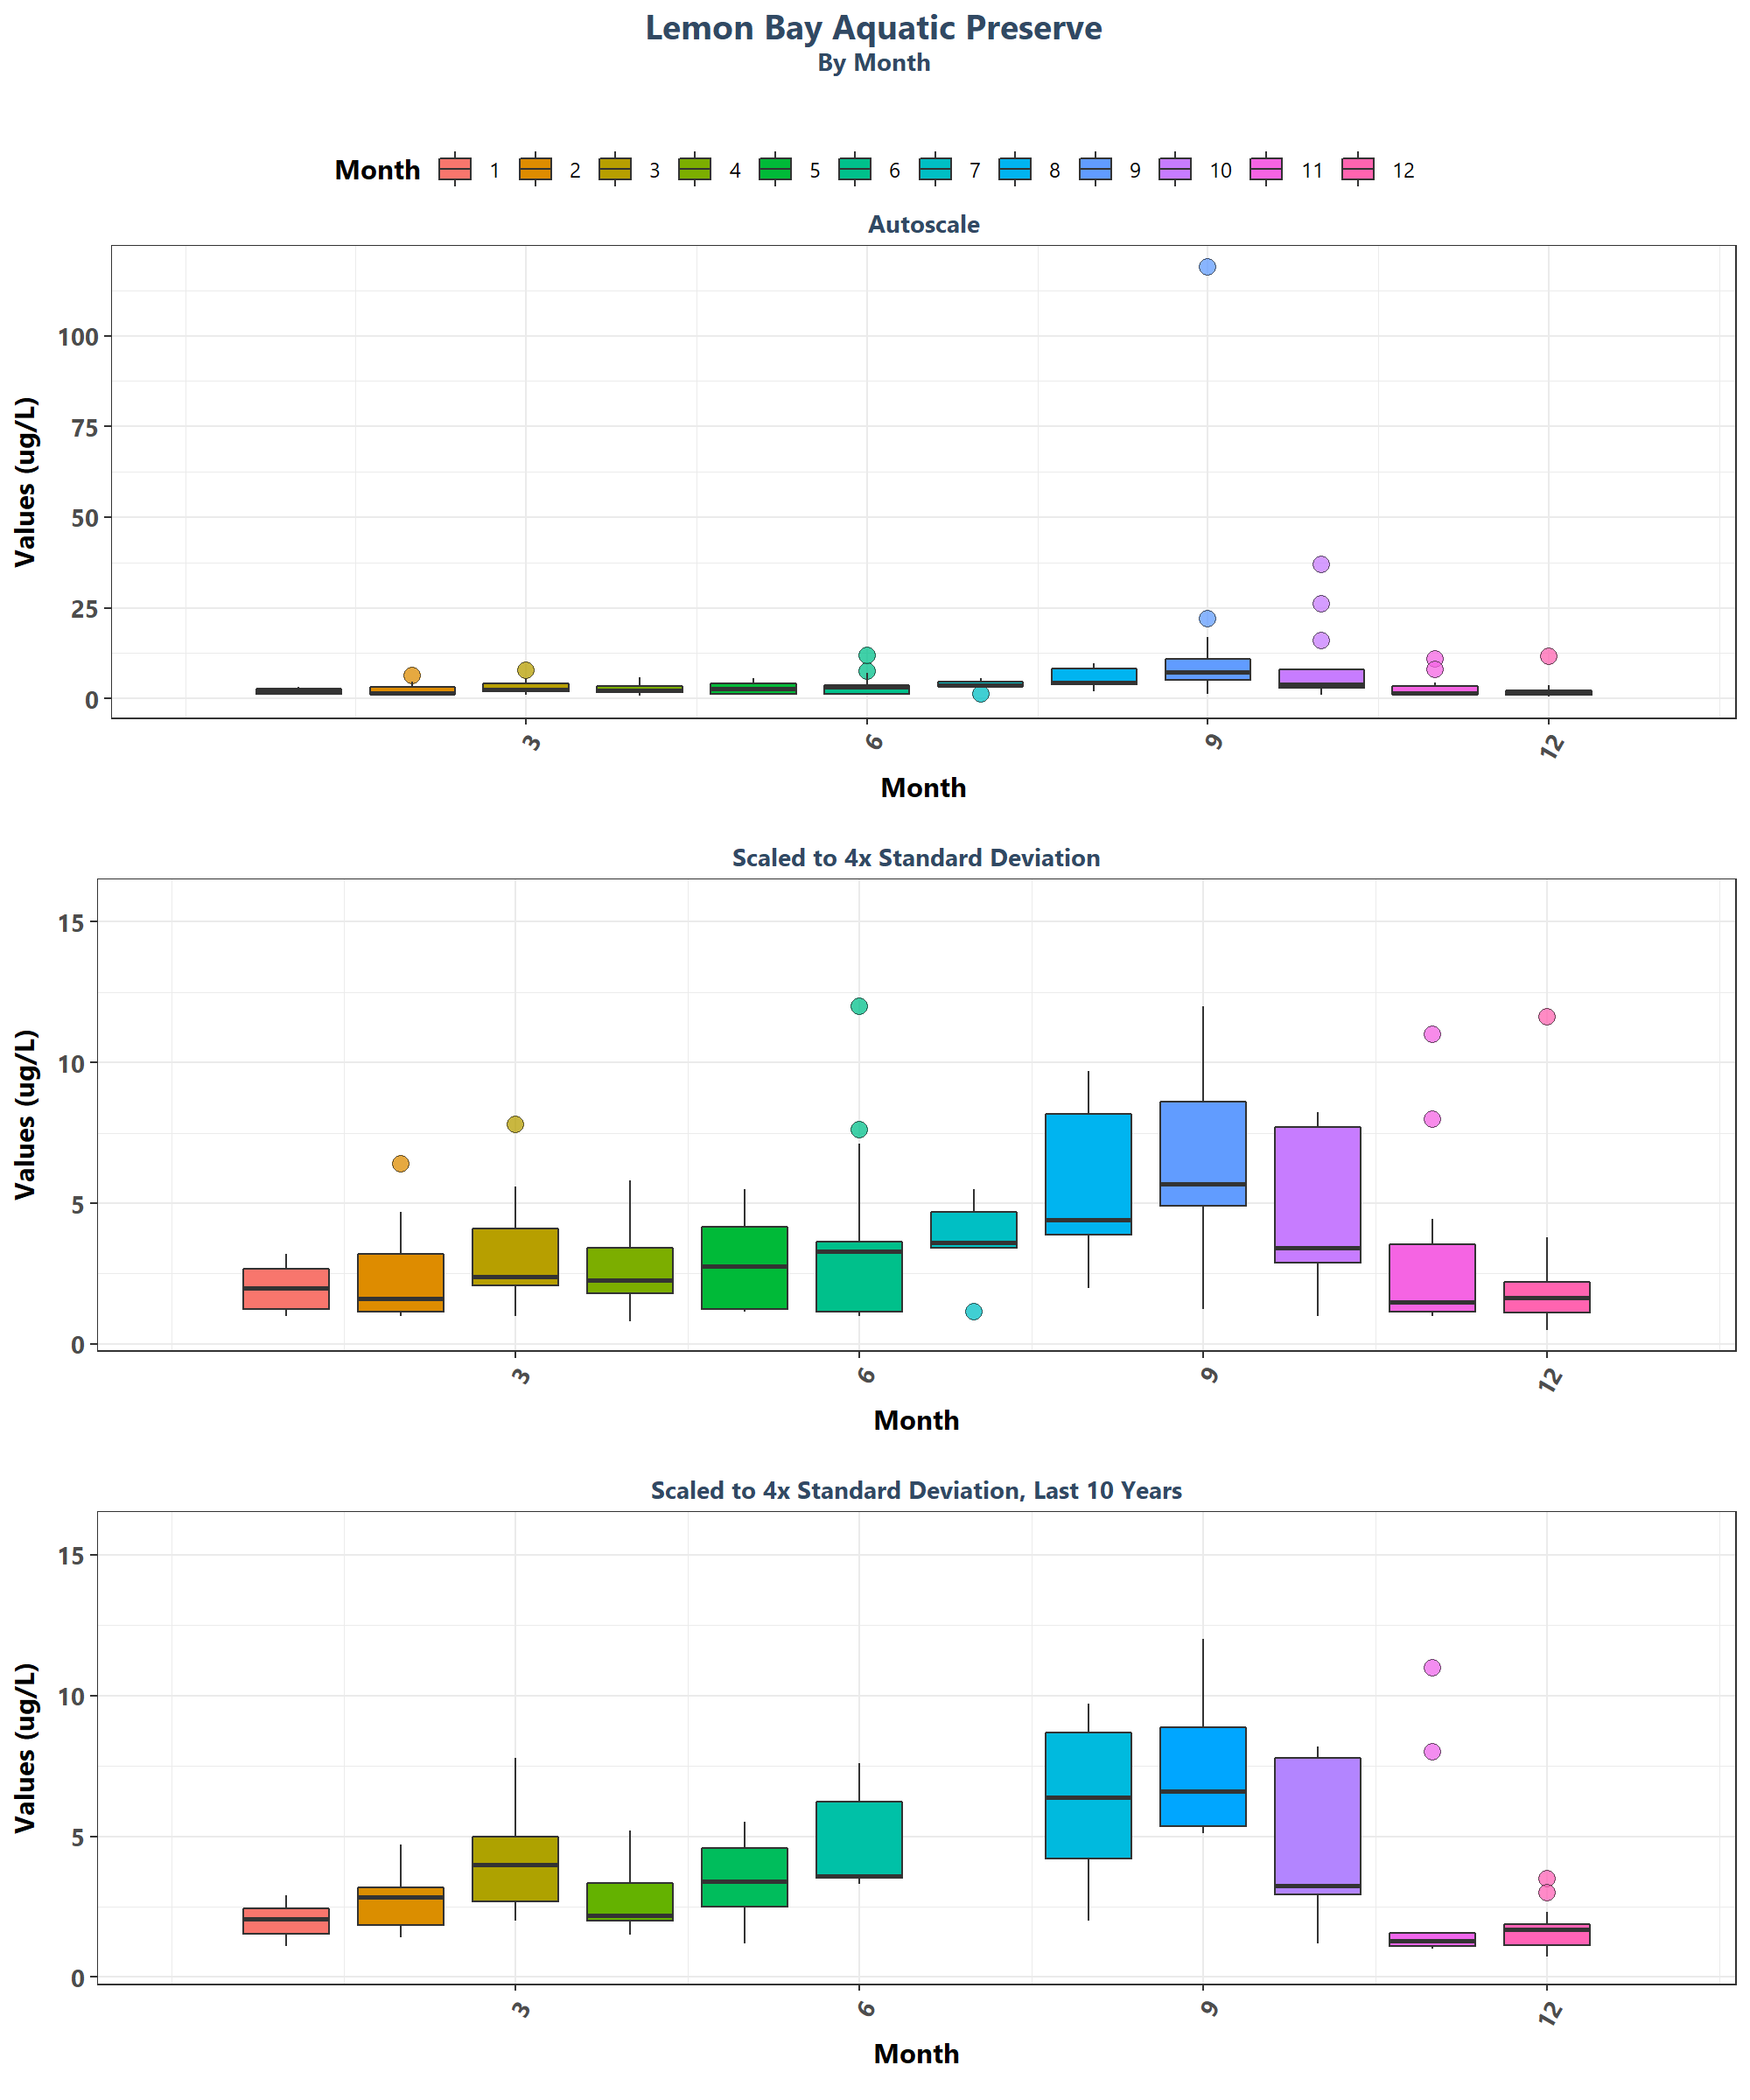 Lemon Bay Aquatic Preserve
By Month
Month 1 2 3 4 5 6 7 8 9 10 11 12
Autoscale
Values (ug/L)
100
75
50
25
0
3 6 9 12
Month
Scaled to 4x Standard Deviation
Values (ug/L)
15
10
5
0
3 6 9 12
Month
Scaled to 4x Standard Deviation, Last 10 Years
Values (ug/L)
15
10
5
0
3 6 9 12
Month